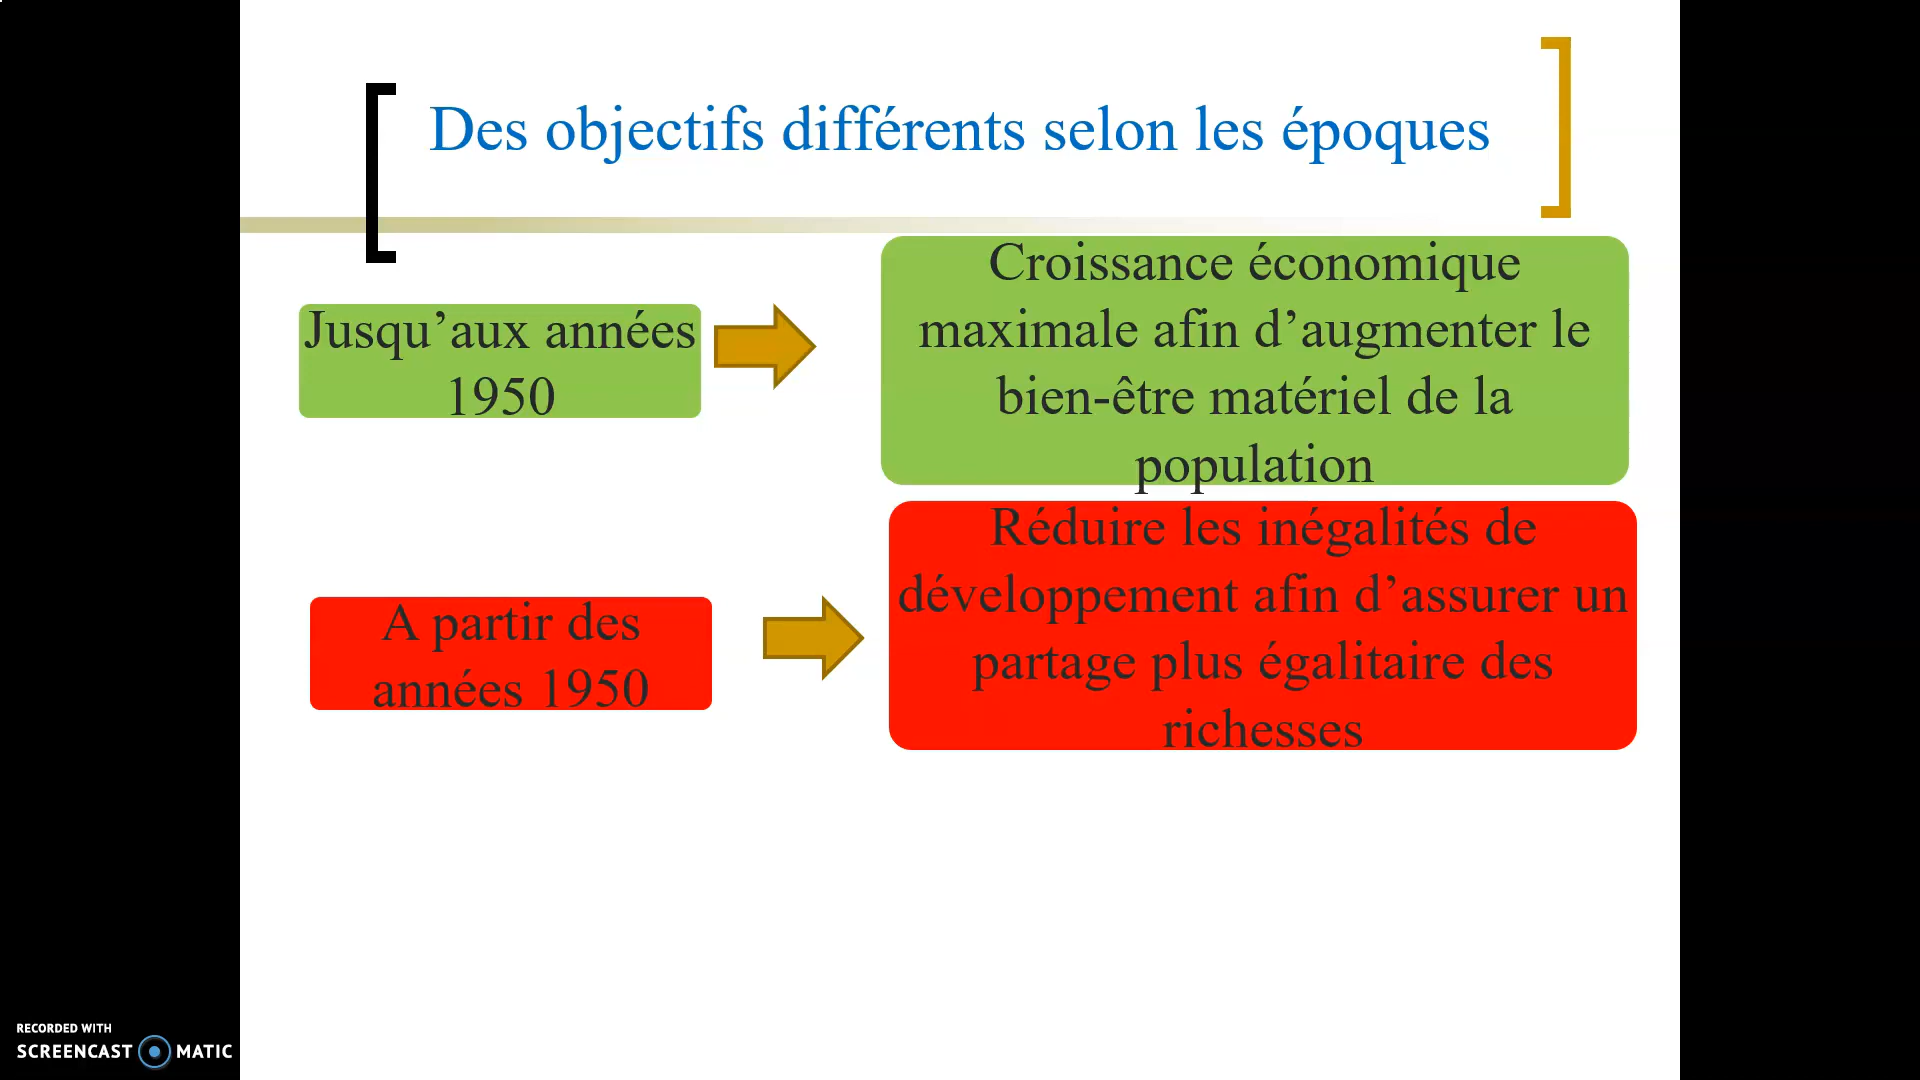 Des objectifs différents selon les époques
Jusqu’aux années
1950
Croissance économique
maximale afin d’augmenter le
bien-être matériel de la
population
A partir des
années 1950
Réduire les inégalités de
développement afin d’assurer un
partage plus égalitaire des
richesses
RECORDED WITH
SCREENCAST MATIC